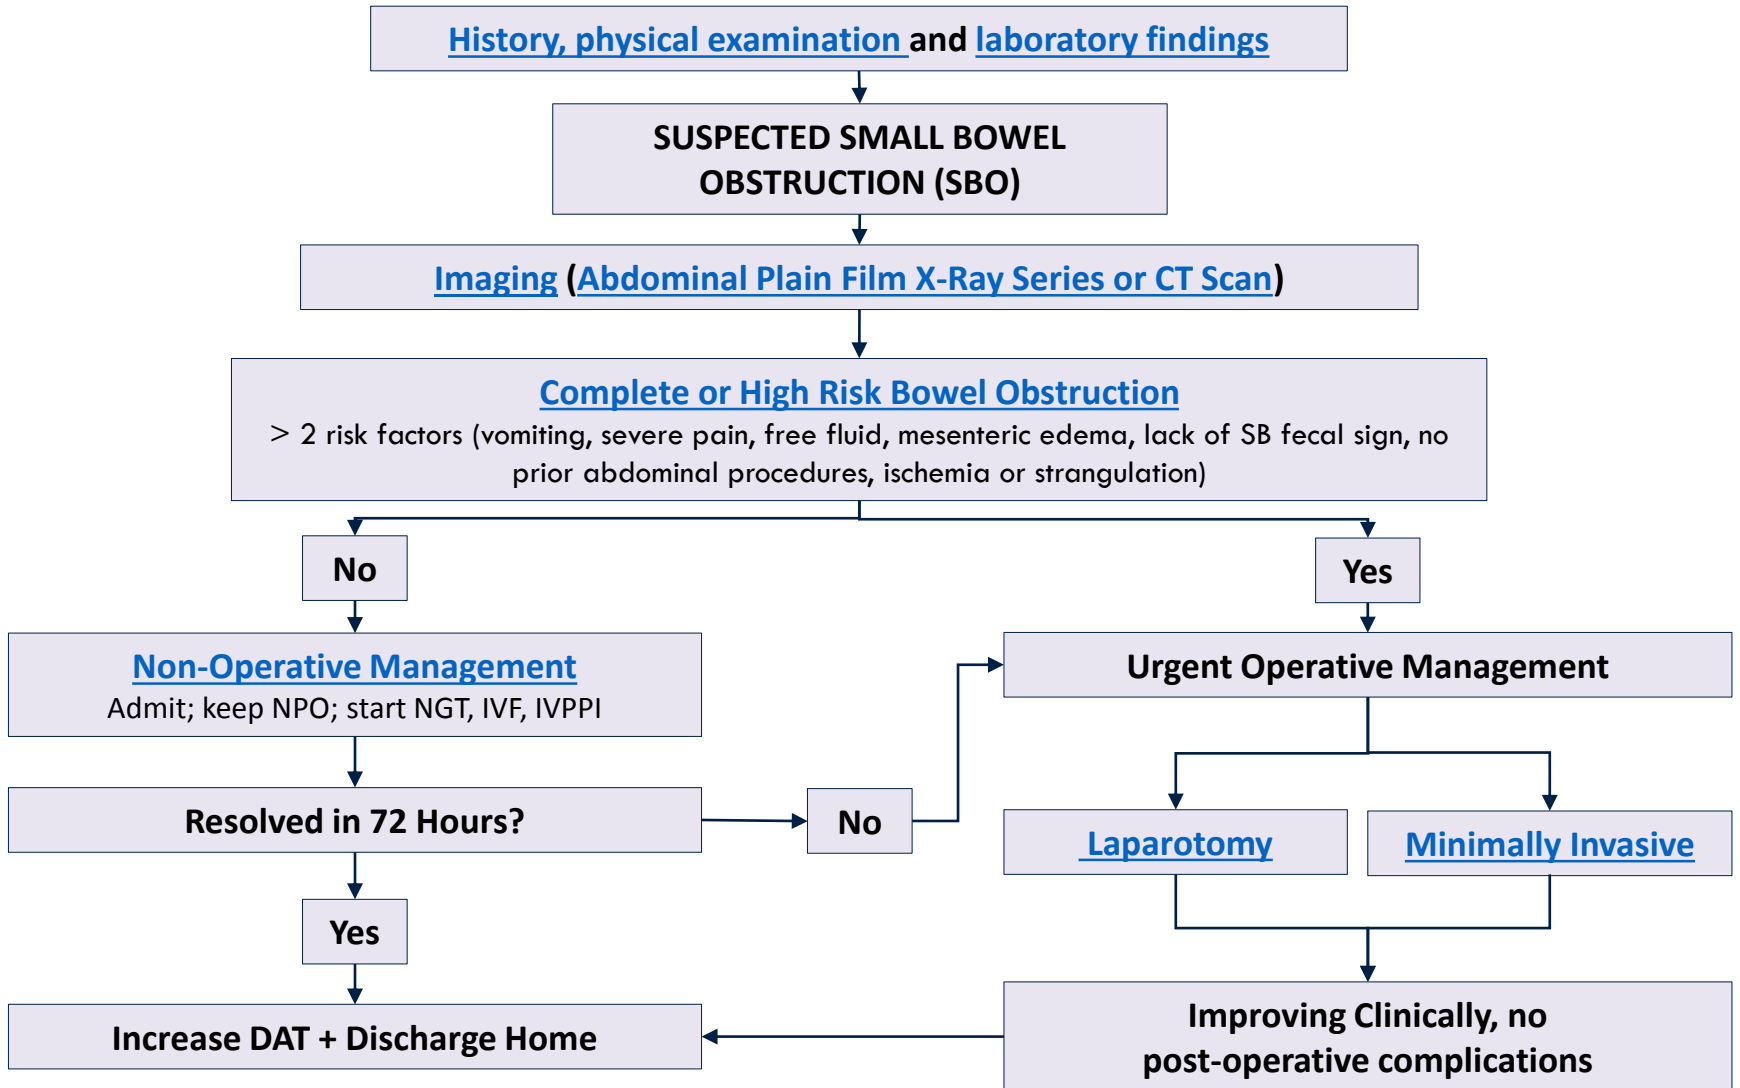 History, physical examination and laboratory findings
SUSPECTED SMALL BOWEL
OBSTRUCTION (SBO)
Imaging (Abdominal Plain Film X-Ray Series or CT Scan)
Complete or High Risk Bowel Obstruction
> 2 risk factors (vomiting, severe pain, free fluid, mesenteric edema, lack of SB fecal sign, no
prior abdominal procedures, ischemia or strangulation)
No
Yes
Non-Operative Management
Admit; keep NPO; start NGT, IVF, IVPPI
Urgent Operative Management
Resolved in 72 Hours?
No
Laparotomy
Minimally Invasive
Yes
Increase DAT + Discharge Home
Improving Clinically, no
post-operative complications